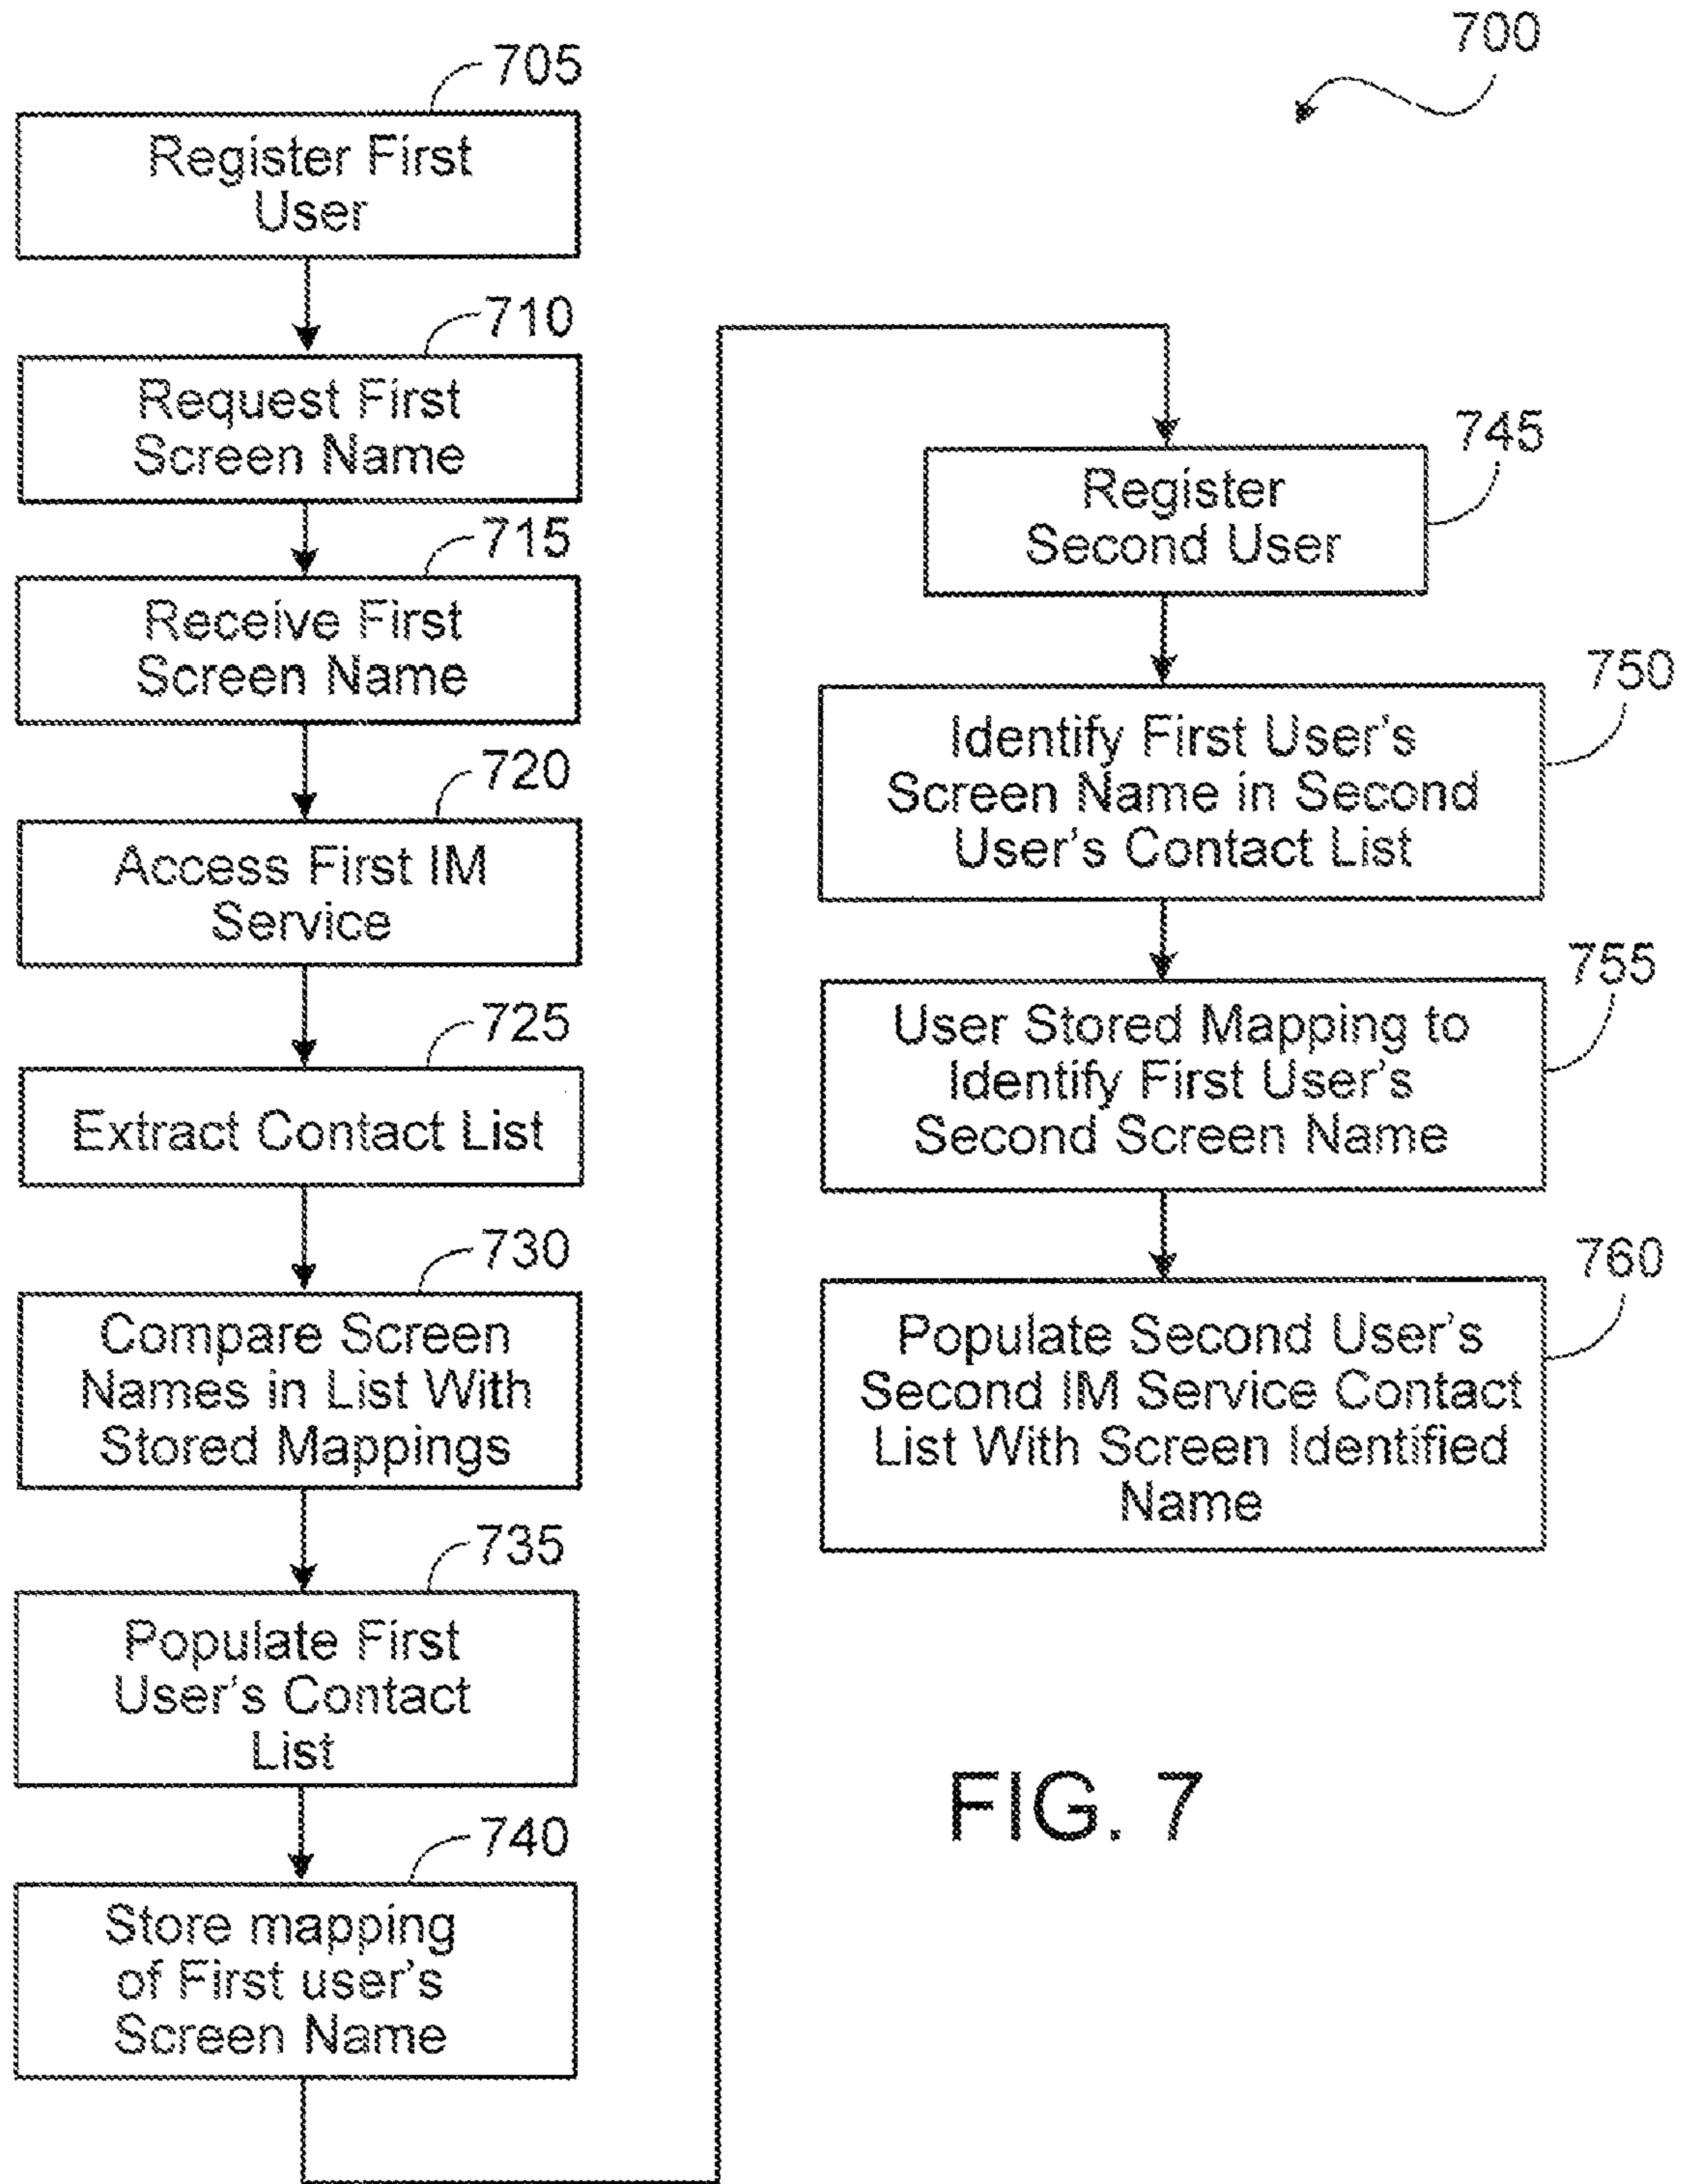 700
705
Register First
User
710
Request First
Screen Name
715
Receive First
Screen Name
720
Access First IM
Service
725
Extract Contact List
730
Compare Screen
Names in List With
Stored Mappings
735
Populate First
User's Contact
List
740
Store mapping
of First user's
Screen Name
745
Register
Second User
750
Identify First User's
Screen Name in Second
User's Contact List
755
User Stored Mapping to
Identify First User's
Second Screen Name
760
Populate Second User's
Second IM Service Contact
List With Screen Identified
Name
FIG. 7